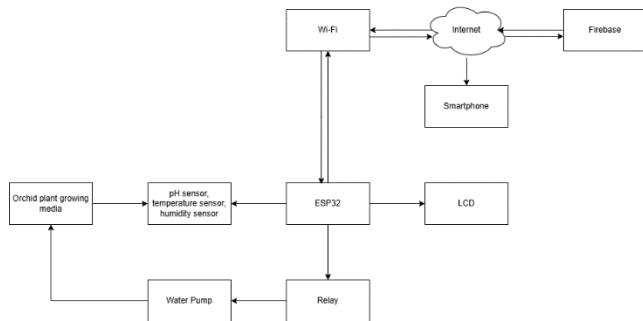 Wi-Fi
Internet
Firebase
Smartphone
Orchid plant growing
media
pH sensor,
temperature sensor,
humidity sensor
ESP32
LCD
Water Pump
Relay